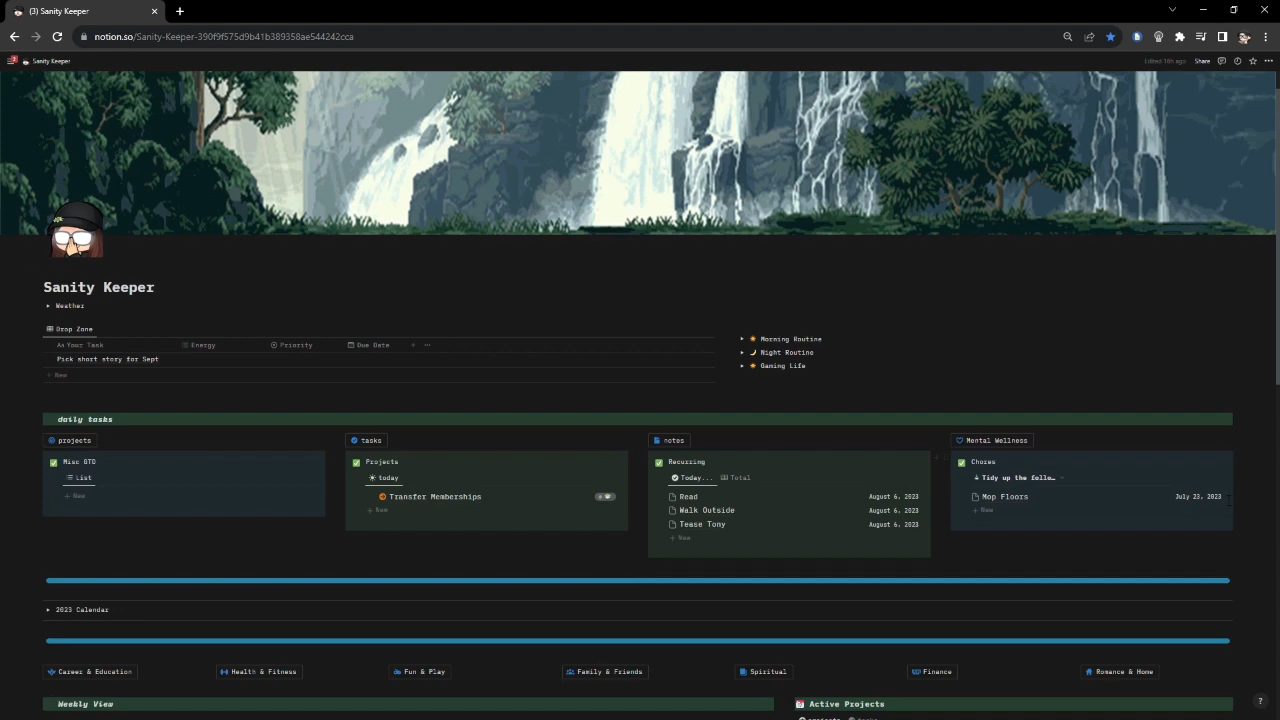 (3) Sanity Keeper
notion.so/Sanity-Keeper-390f9f575d9b41b389358ae544242cca
Sanity Keeper
Edited 16h ago Share
Sanity Keeper
Weather
Drop Zone
Aa Your Task Energy Priority Due Date + ...
Pick short story for Sept
+ New
Morning Routine
Night Routine
Gaming Life
daily tasks
projects
Misc GTD
List
+ New
tasks
Projects
today
Transfer Memberships
+ New
notes
Recurring
Today... Total
Read August 6, 2023
Walk Outside August 6, 2023
Tease Tony August 6, 2023
+ New
Mental Wellness
Chores
Tidy up the follo…
Mop Floors July 23, 2023
+ New
2023 Calendar
Career & Education Health & Fitness Fun & Play Family & Friends Spiritual Finance Romance & Home
Weekly View
Active Projects
?